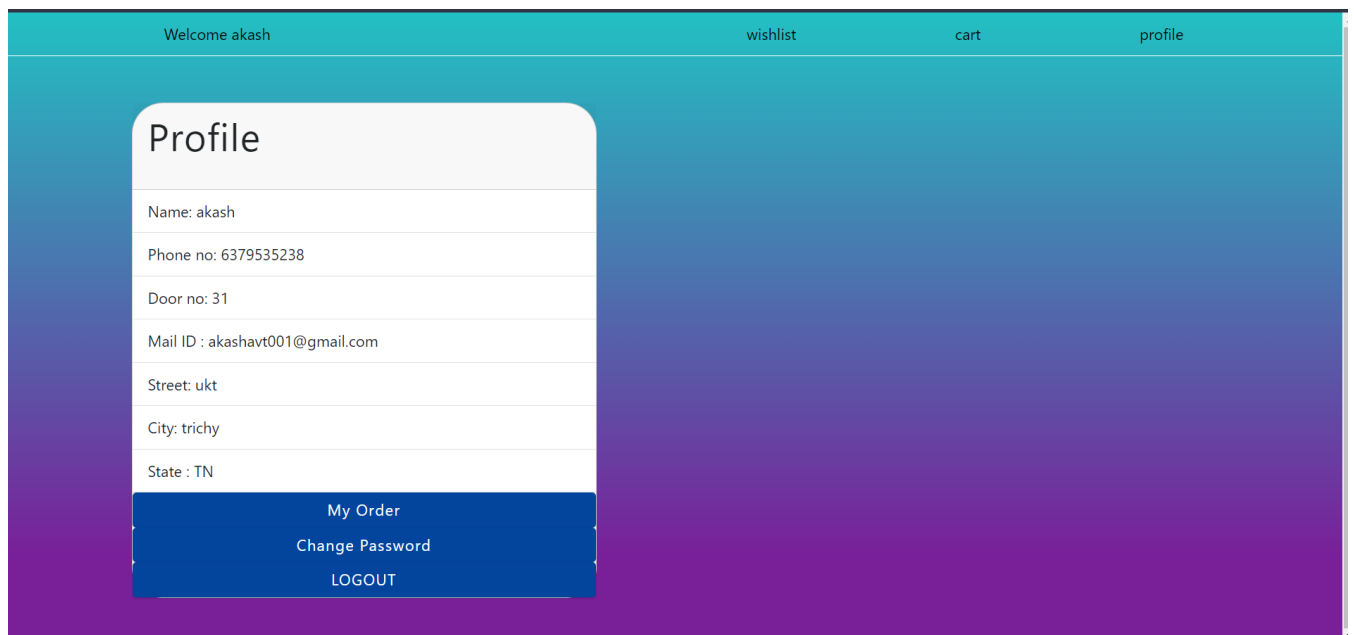 Welcome akash wishlist cart profile
Profile
Name: akash
Phone no: 6379535238
Door no: 31
Mail ID : akashavt001@gmail.com
Street: ukt
City: trichy
State : TN
My Order
Change Password
LOGOUT